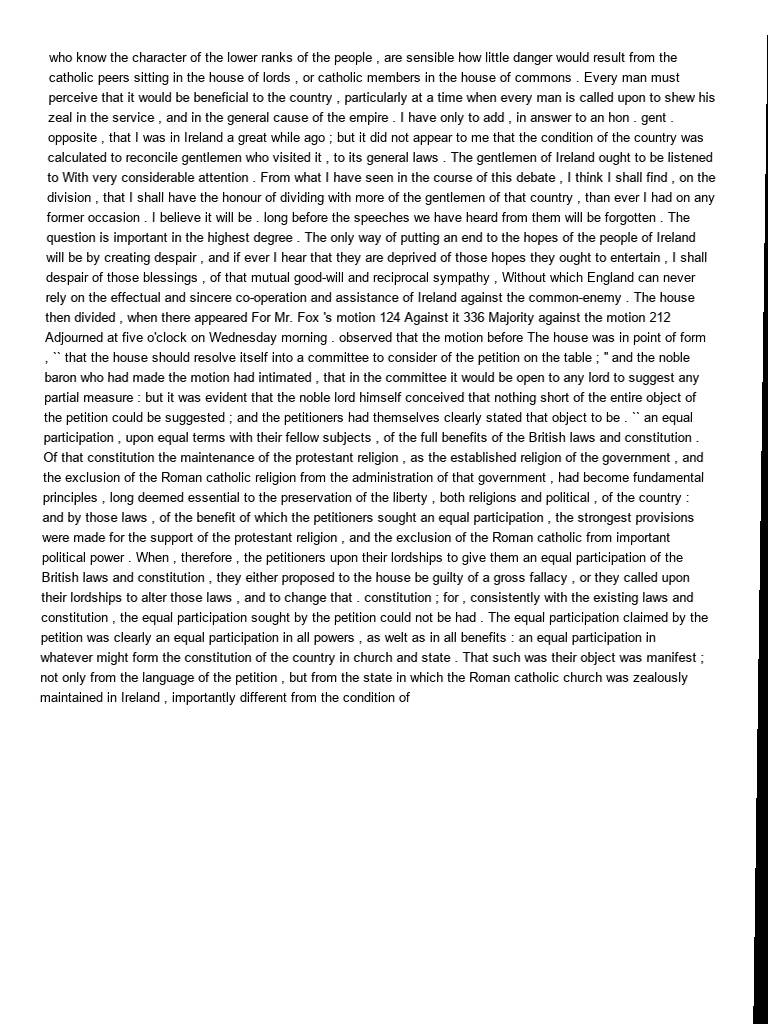 who know the character of the lower ranks of the people , are sensible how little danger would result from the
catholic peers sitting in the house of lords , or catholic members in the house of commons . Every man must
perceive that it would be beneficial to the country , particularly at a time when every man is called upon to shew his
zeal in the service , and in the general cause of the empire . I have only to add , in answer to an hon . gent .
opposite , that I was in Ireland a great while ago ; but it did not appear to me that the condition of the country was
calculated to reconcile gentlemen who visited it , to its general laws . The gentlemen of Ireland ought to be listened
to With very considerable attention . From what I have seen in the course of this debate , I think I shall find , on the
division , that I shall have the honour of dividing with more of the gentlemen of that country , than ever I had on any
former occasion . I believe it will be . long before the speeches we have heard from them will be forgotten . The
question is important in the highest degree . The only way of putting an end to the hopes of the people of Ireland
will be by creating despair , and if ever I hear that they are deprived of those hopes they ought to entertain , I shall
despair of those blessings , of that mutual good-will and reciprocal sympathy , Without which England can never
rely on the effectual and sincere co-operation and assistance of Ireland against the common-enemy . The house
then divided , when there appeared For Mr. Fox 's motion 124 Against it 336 Majority against the motion 212
Adjourned at five o'clock on Wednesday morning . observed that the motion before The house was in point of form
, `` that the house should resolve itself into a committee to consider of the petition on the table ; '' and the noble
baron who had made the motion had intimated , that in the committee it would be open to any lord to suggest any
partial measure : but it was evident that the noble lord himself conceived that nothing short of the entire object of
the petition could be suggested ; and the petitioners had themselves clearly stated that object to be . `` an equal
participation , upon equal terms with their fellow subjects , of the full benefits of the British laws and constitution .
Of that constitution the maintenance of the protestant religion , as the established religion of the government , and
the exclusion of the Roman catholic religion from the administration of that government , had become fundamental
principles , long deemed essential to the preservation of the liberty , both religions and political , of the country :
and by those laws , of the benefit of which the petitioners sought an equal participation , the strongest provisions
were made for the support of the protestant religion , and the exclusion of the Roman catholic from important
political power . When , therefore , the petitioners upon their lordships to give them an equal participation of the
British laws and constitution , they either proposed to the house be guilty of a gross fallacy , or they called upon
their lordships to alter those laws , and to change that . constitution ; for , consistently with the existing laws and
constitution , the equal participation sought by the petition could not be had . The equal participation claimed by the
petition was clearly an equal participation in all powers , as welt as in all benefits : an equal participation in
whatever might form the constitution of the country in church and state . That such was their object was manifest ;
not only from the language of the petition , but from the state in which the Roman catholic church was zealously
maintained in Ireland , importantly different from the condition of